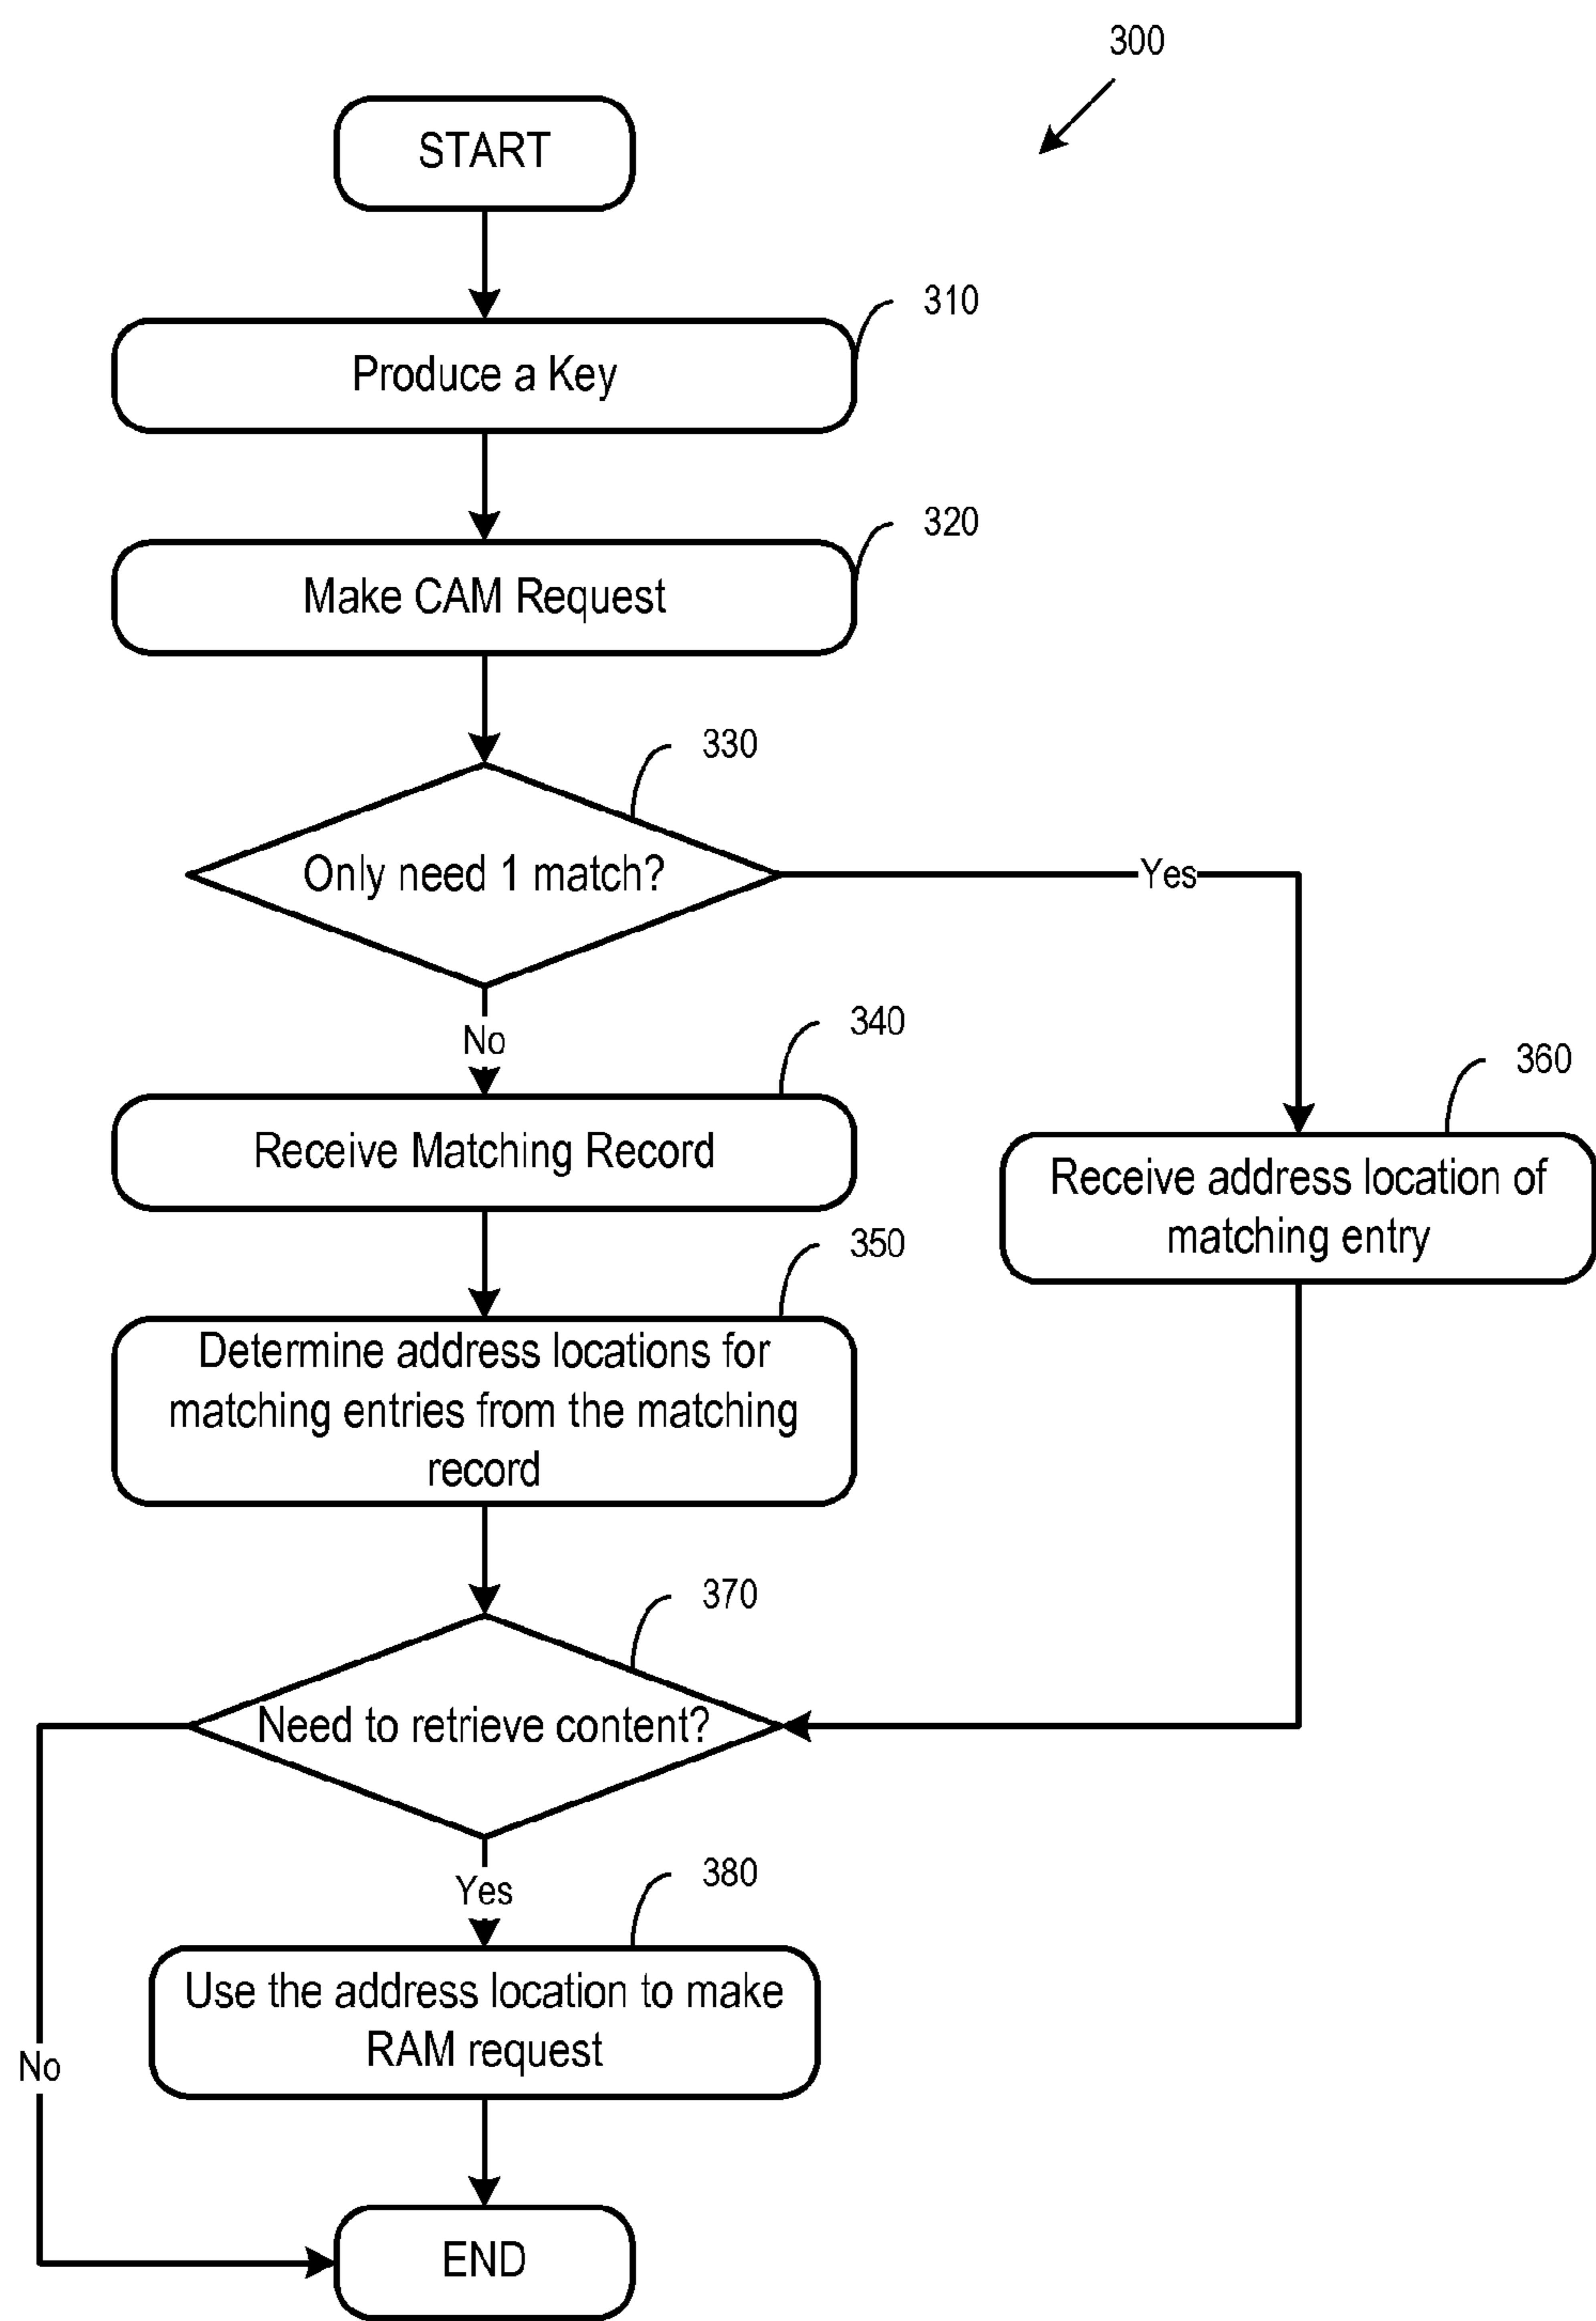 300
START
310
Produce a Key
320
Make CAM Request
330
Only need 1 match?
Yes
No
340
Receive Matching Record
360
Receive address location of
matching entry
350
Determine address locations for
matching entries from the matching
record
370
Need to retrieve content?
Yes
380
Use the address location to make
RAM request
No
END